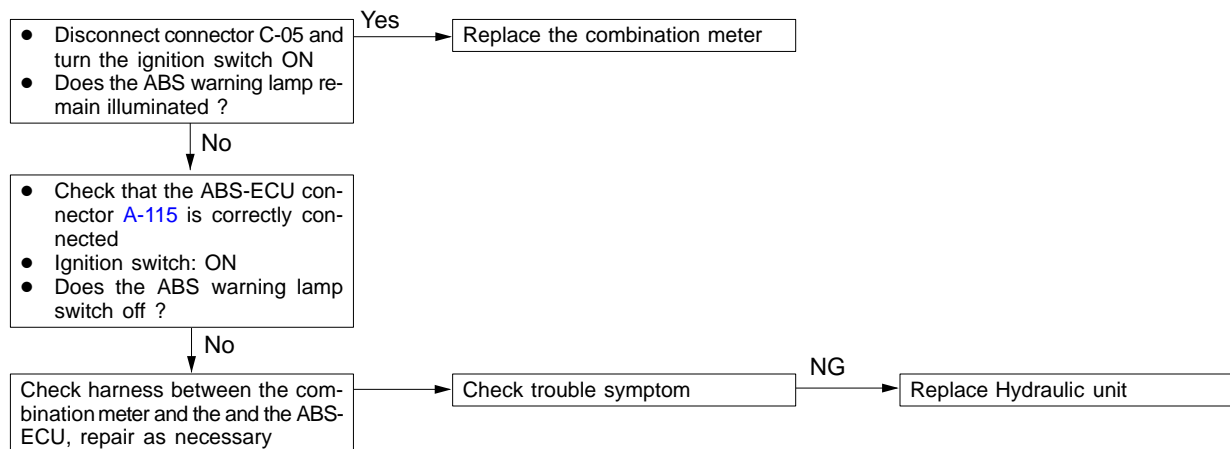 ● Disconnect connector C-05 and
turn the ignition switch ON
● Does the ABS warning lamp re-
main illuminated ?
Yes
Replace the combination meter
No
● Check that the ABS-ECU con-
nector A-115 is correctly con-
nected
● Ignition switch: ON
● Does the ABS warning lamp
switch off ?
No
Check harness between the com-
bination meter and the and the ABS-
ECU, repair as necessary
Check trouble symptom
NG
Replace Hydraulic unit